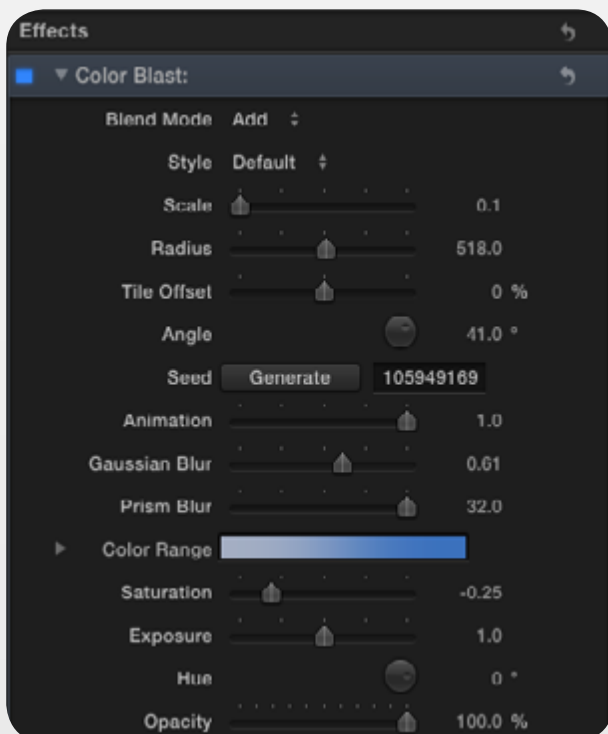 Effects
Color Blast:
Blend Mode Add
Style Default
Scale 0.1
Radius 518.0
Tile Offset 0 %
Angle 41.0 °
Seed Generate 105949169
Animation 1.0
Gaussian Blur 0.61
Prism Blur 32.0
Color Range
Saturation -0.25
Exposure 1.0
Hue 0 °
Opacity 100.0 %